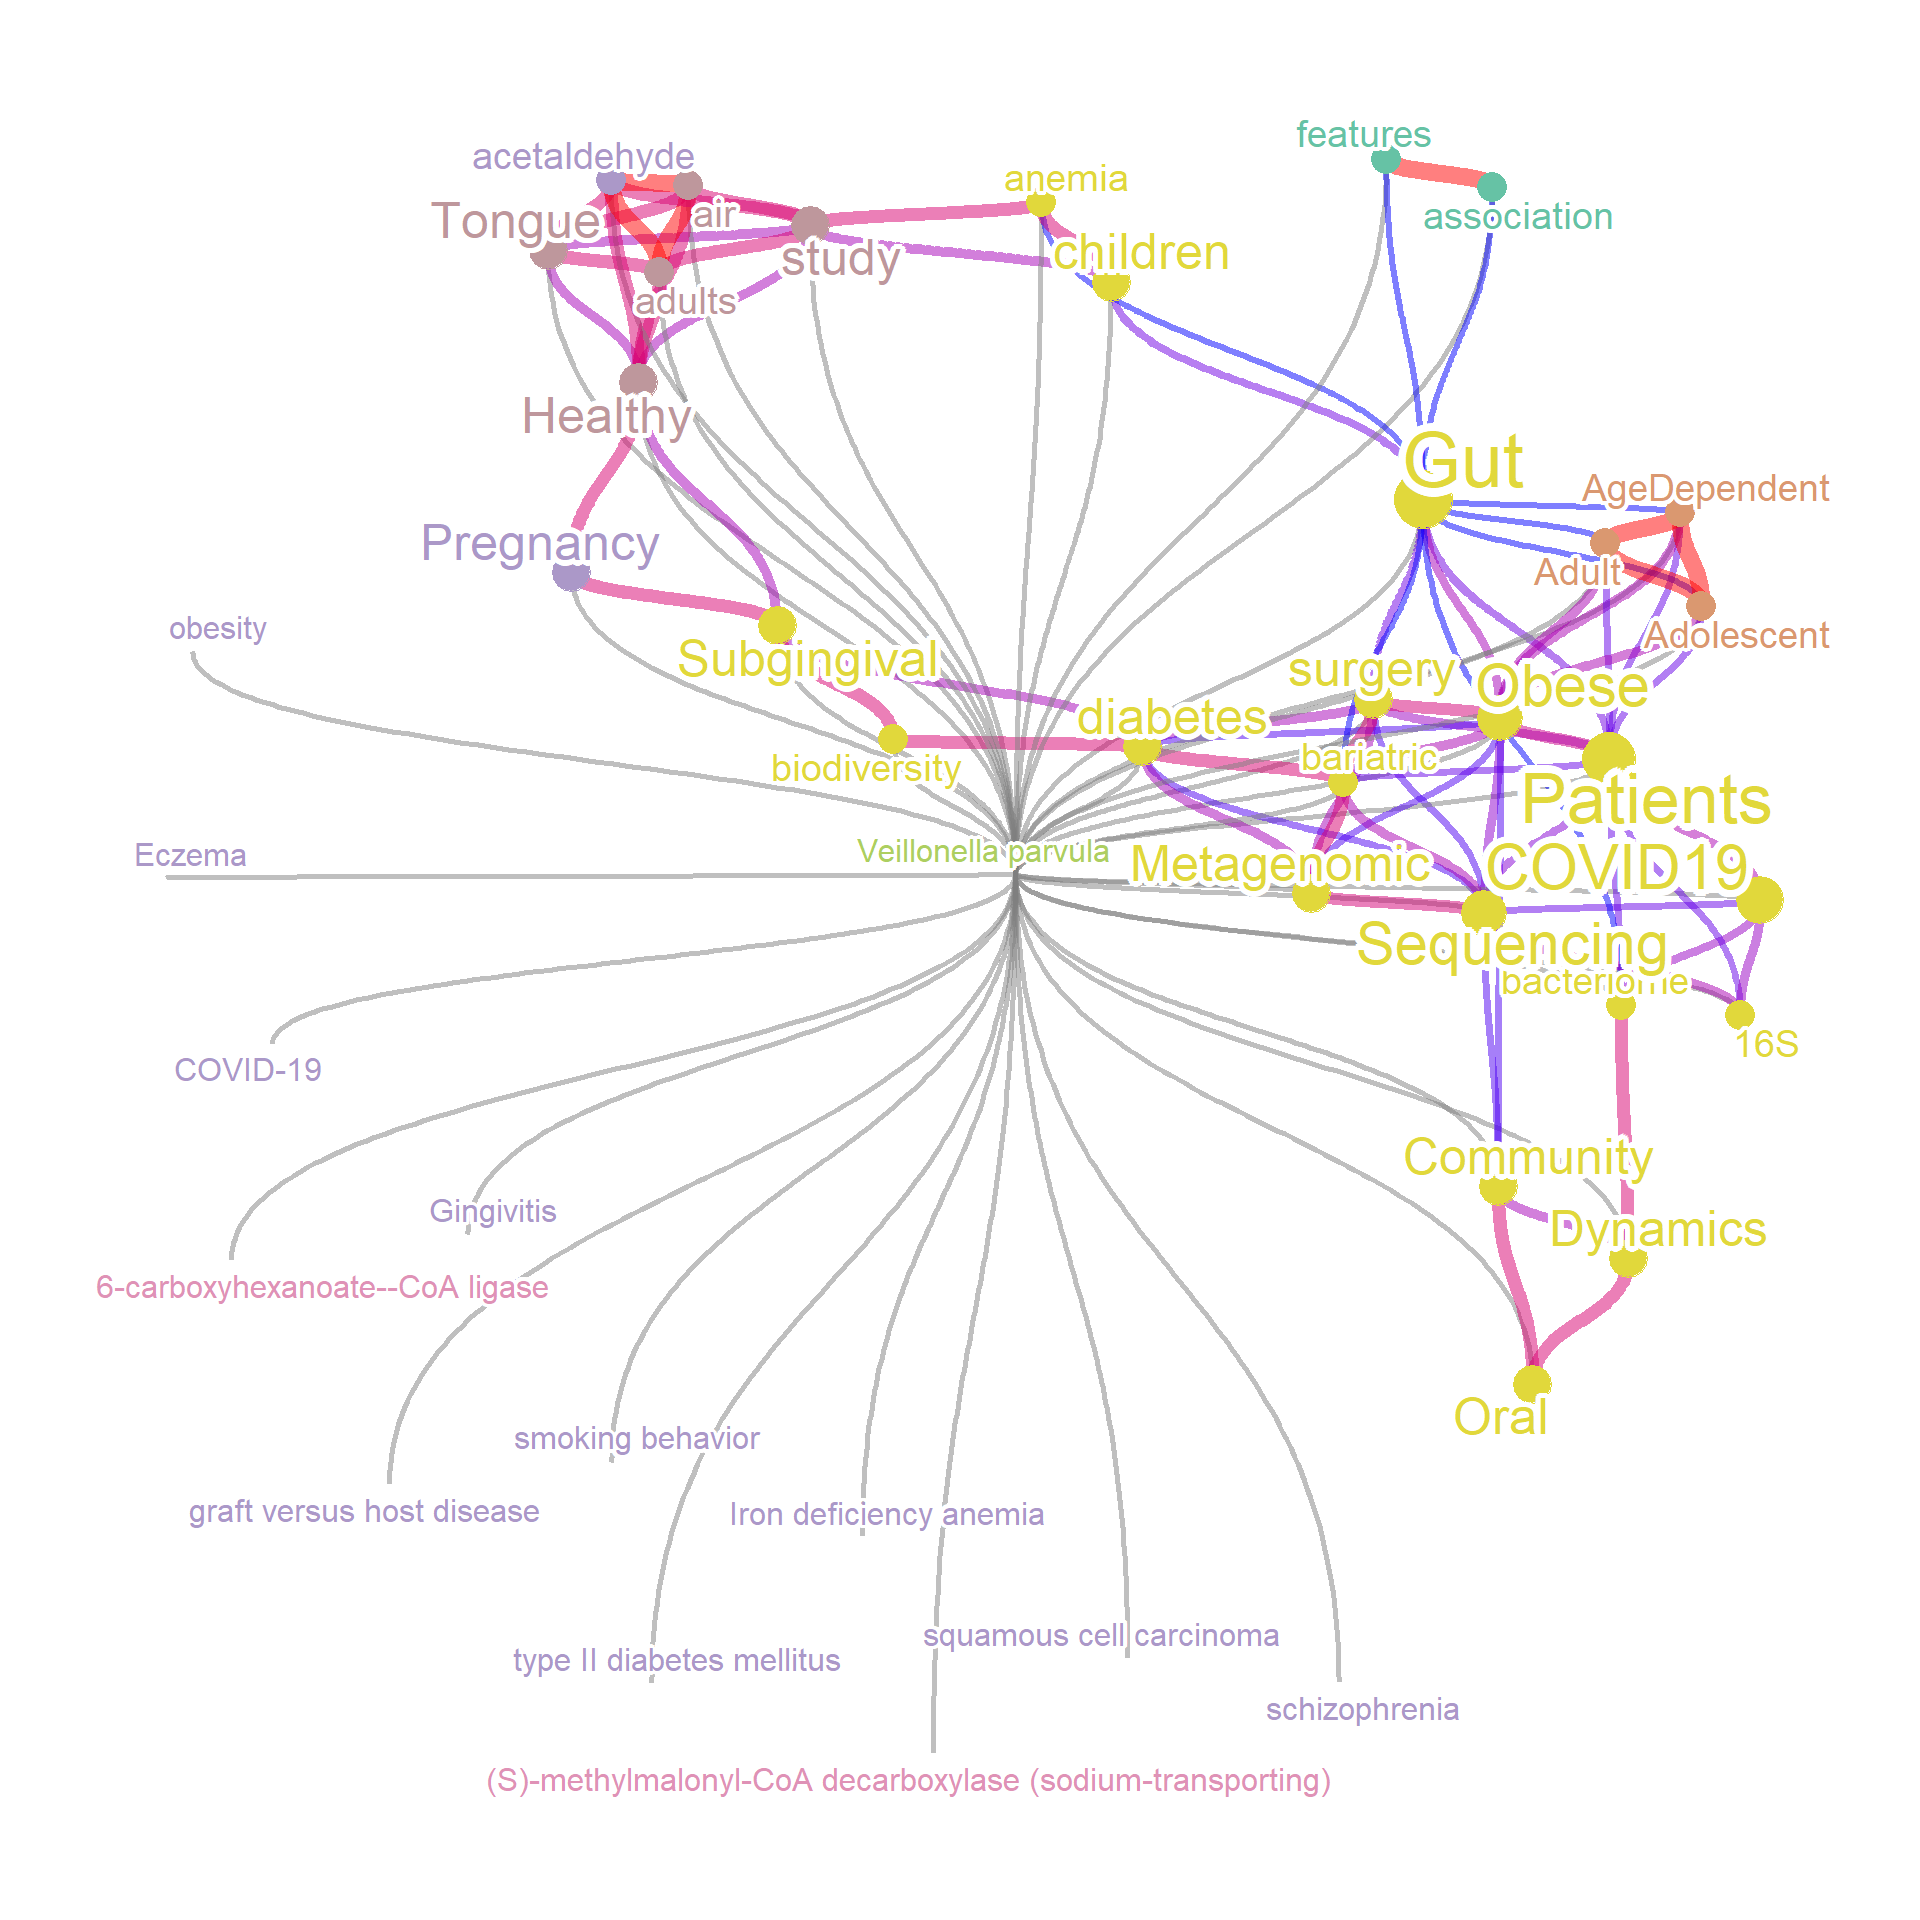 features
acetaldehyde
anemia
air
association
Tongue
study
children
adults
Healthy
Gut
AgeDependent
Pregnancy
Adult
obesity
Adolescent
Subgingival
surgery
Obese
diabetes
biodiversity
bariatric
Patients
Eczema
Veillonella parvula
Metagenomic
COVID19
Sequencing
bacteriome
16S
COVID-19
Community
Gingivitis
Dynamics
6-carboxyhexanoate--CoA ligase
Oral
smoking behavior
graft versus host disease
Iron deficiency anemia
squamous cell carcinoma
type II diabetes mellitus
schizophrenia
(S)-methylmalonyl-CoA decarboxylase (sodium-transporting)